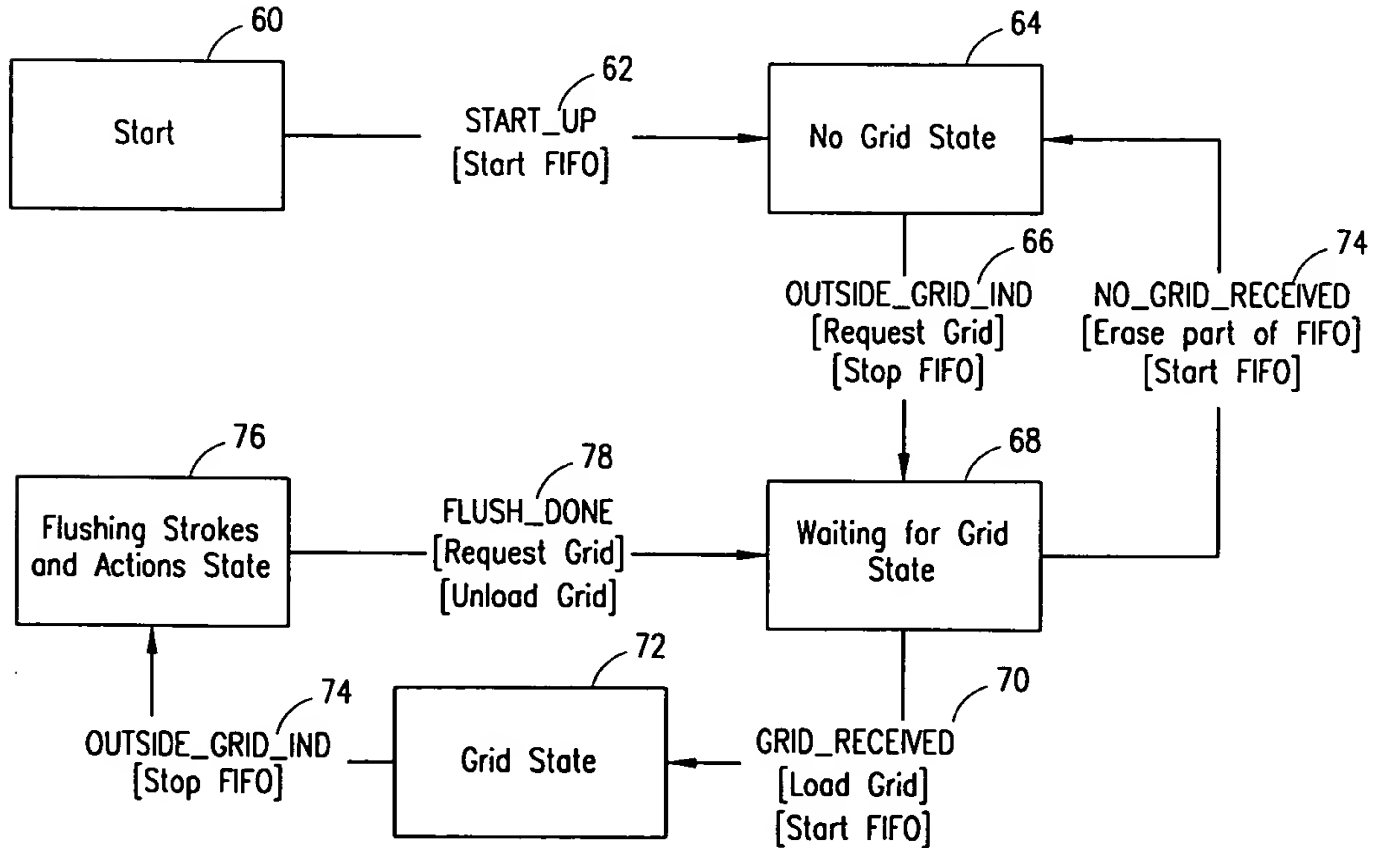 60
Start
62
START_UP
[Start FIFO]
64
No Grid State
66
OUTSIDE_GRID_IND
[Request Grid]
[Stop FIFO]
74
NO_GRID_RECEIVED
[Erase part of FIFO]
[Start FIFO]
76
Flushing Strokes
and Actions State
78
FLUSH_DONE
[Request Grid]
[Unload Grid]
68
Waiting for Grid
State
74
OUTSIDE_GRID_IND
[Stop FIFO]
72
Grid State
70
GRID_RECEIVED
[Load Grid]
[Start FIFO]